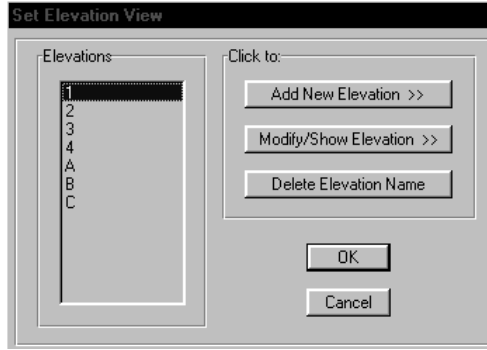 Set Elevation View
Elevations
1
2
3
4
A
B
C
Click to:
Add New Elevation >>
Modify/Show Elevation >>
Delete Elevation Name
OK
Cancel